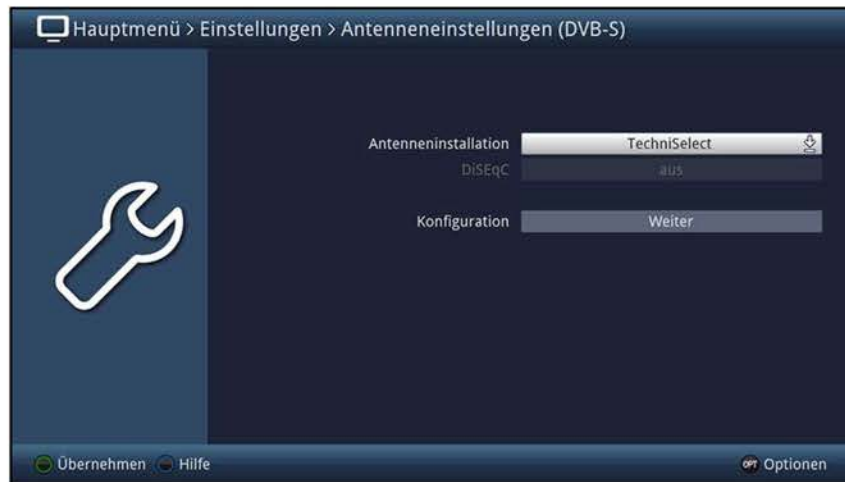 Hauptmenü > Einstellungen > Antenneneinstellungen (DVB-S)
Antenneninstallation TechniSelect
DiSEqC aus
Konfiguration Weiter
Übernehmen Hilfe OPT Optionen